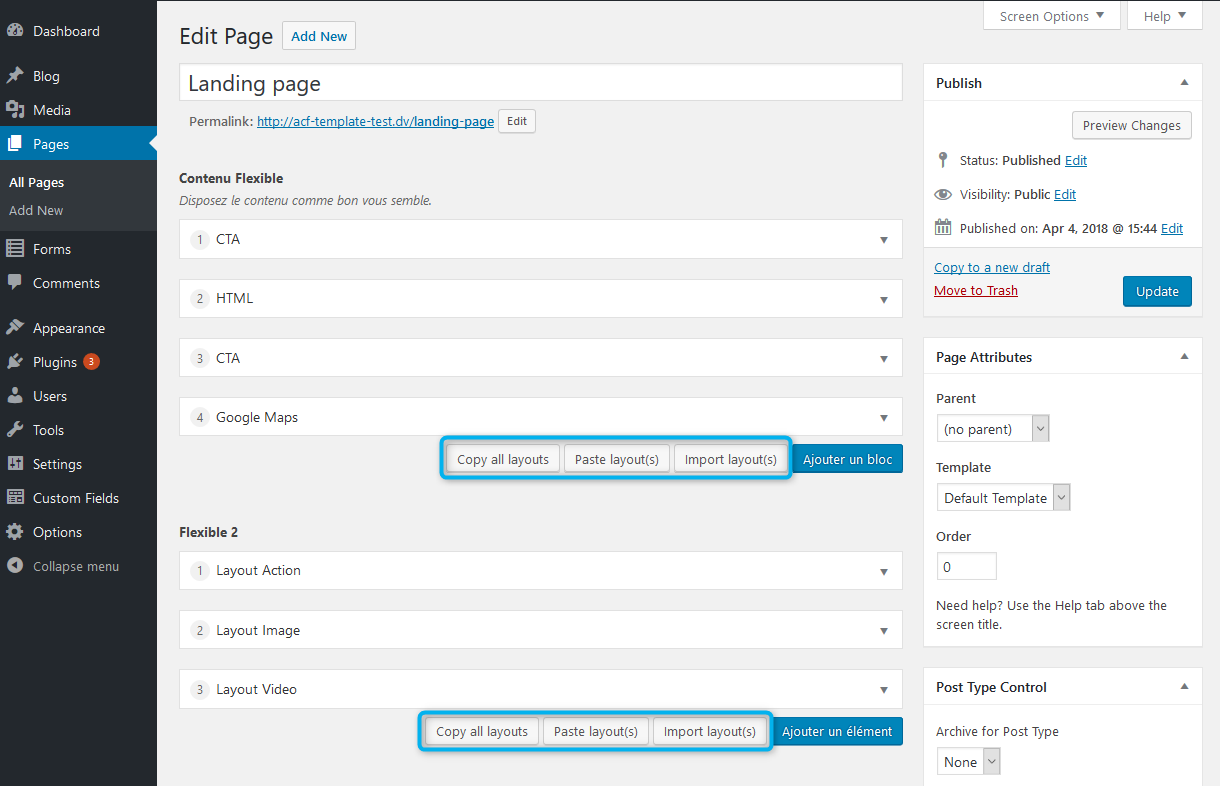 Screen Options ▼
Help ▼
Dashboard
Blog
Media
Pages
All Pages
Add New
Forms
Comments
Appearance
Plugins 3
Users
Tools
Settings
Custom Fields
Options
Collapse menu
Edit Page Add New
Landing page
Permalink: http://acf-template-test.dv/landing-page Edit
Contenu Flexible
Disposez le contenu comme bon vous semble.
1 CTA
2 HTML
3 CTA
4 Google Maps
Copy all layouts Paste layout(s) Import layout(s) Ajouter un bloc
Flexible 2
1 Layout Action
2 Layout Image
3 Layout Video
Copy all layouts Paste layout(s) Import layout(s) Ajouter un élément
Publish
Preview Changes
Status: Published Edit
Visibility: Public Edit
Published on: Apr 4, 2018 @ 15:44 Edit
Copy to a new draft
Move to Trash
Update
Page Attributes
Parent
(no parent)
Template
Default Template
Order
0
Need help? Use the Help tab above the
screen title.
Post Type Control
Archive for Post Type
None